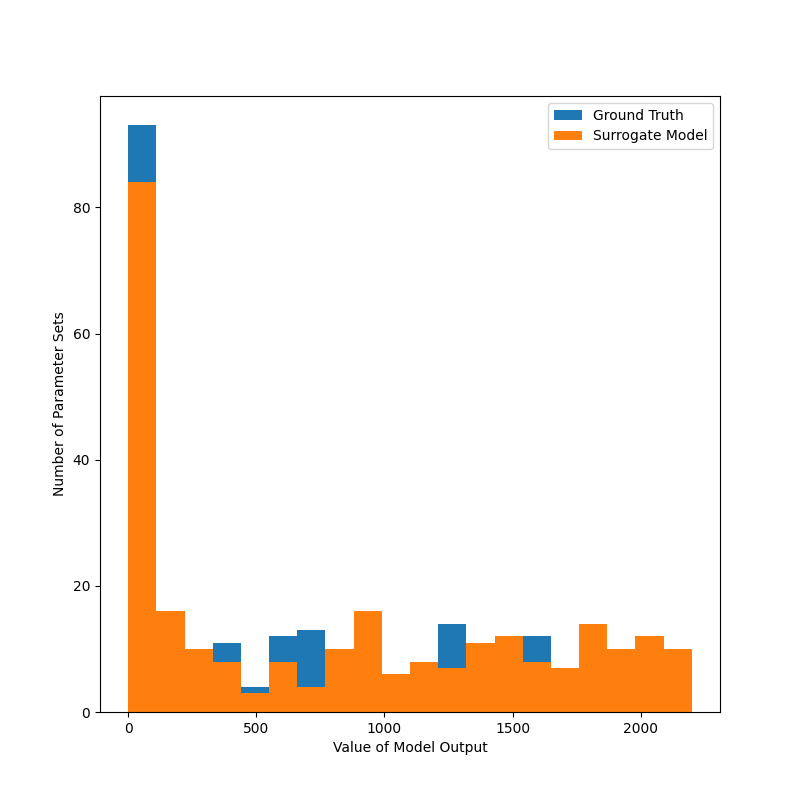 Ground Truth
Surrogate Model
80
60
40
20
0
Number of Parameter Sets
0 500 1000 1500 2000
Value of Model Output